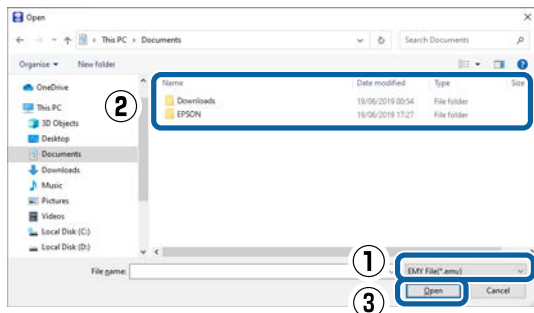 Open
This PC › Documents
Search Documents
Organise
New folder
OneDrive
This PC
3D Objects
Desktop
Documents
Downloads
Music
Pictures
Videos
Local Disk (C:)
Local Disk (D:)
Name Date modified Type Size
Downloads 19/06/2019 00:54 File folder
EPSON 19/06/2019 17:27 File folder
②
File name:
①
EMY File(*.emy)
Open
Cancel
③